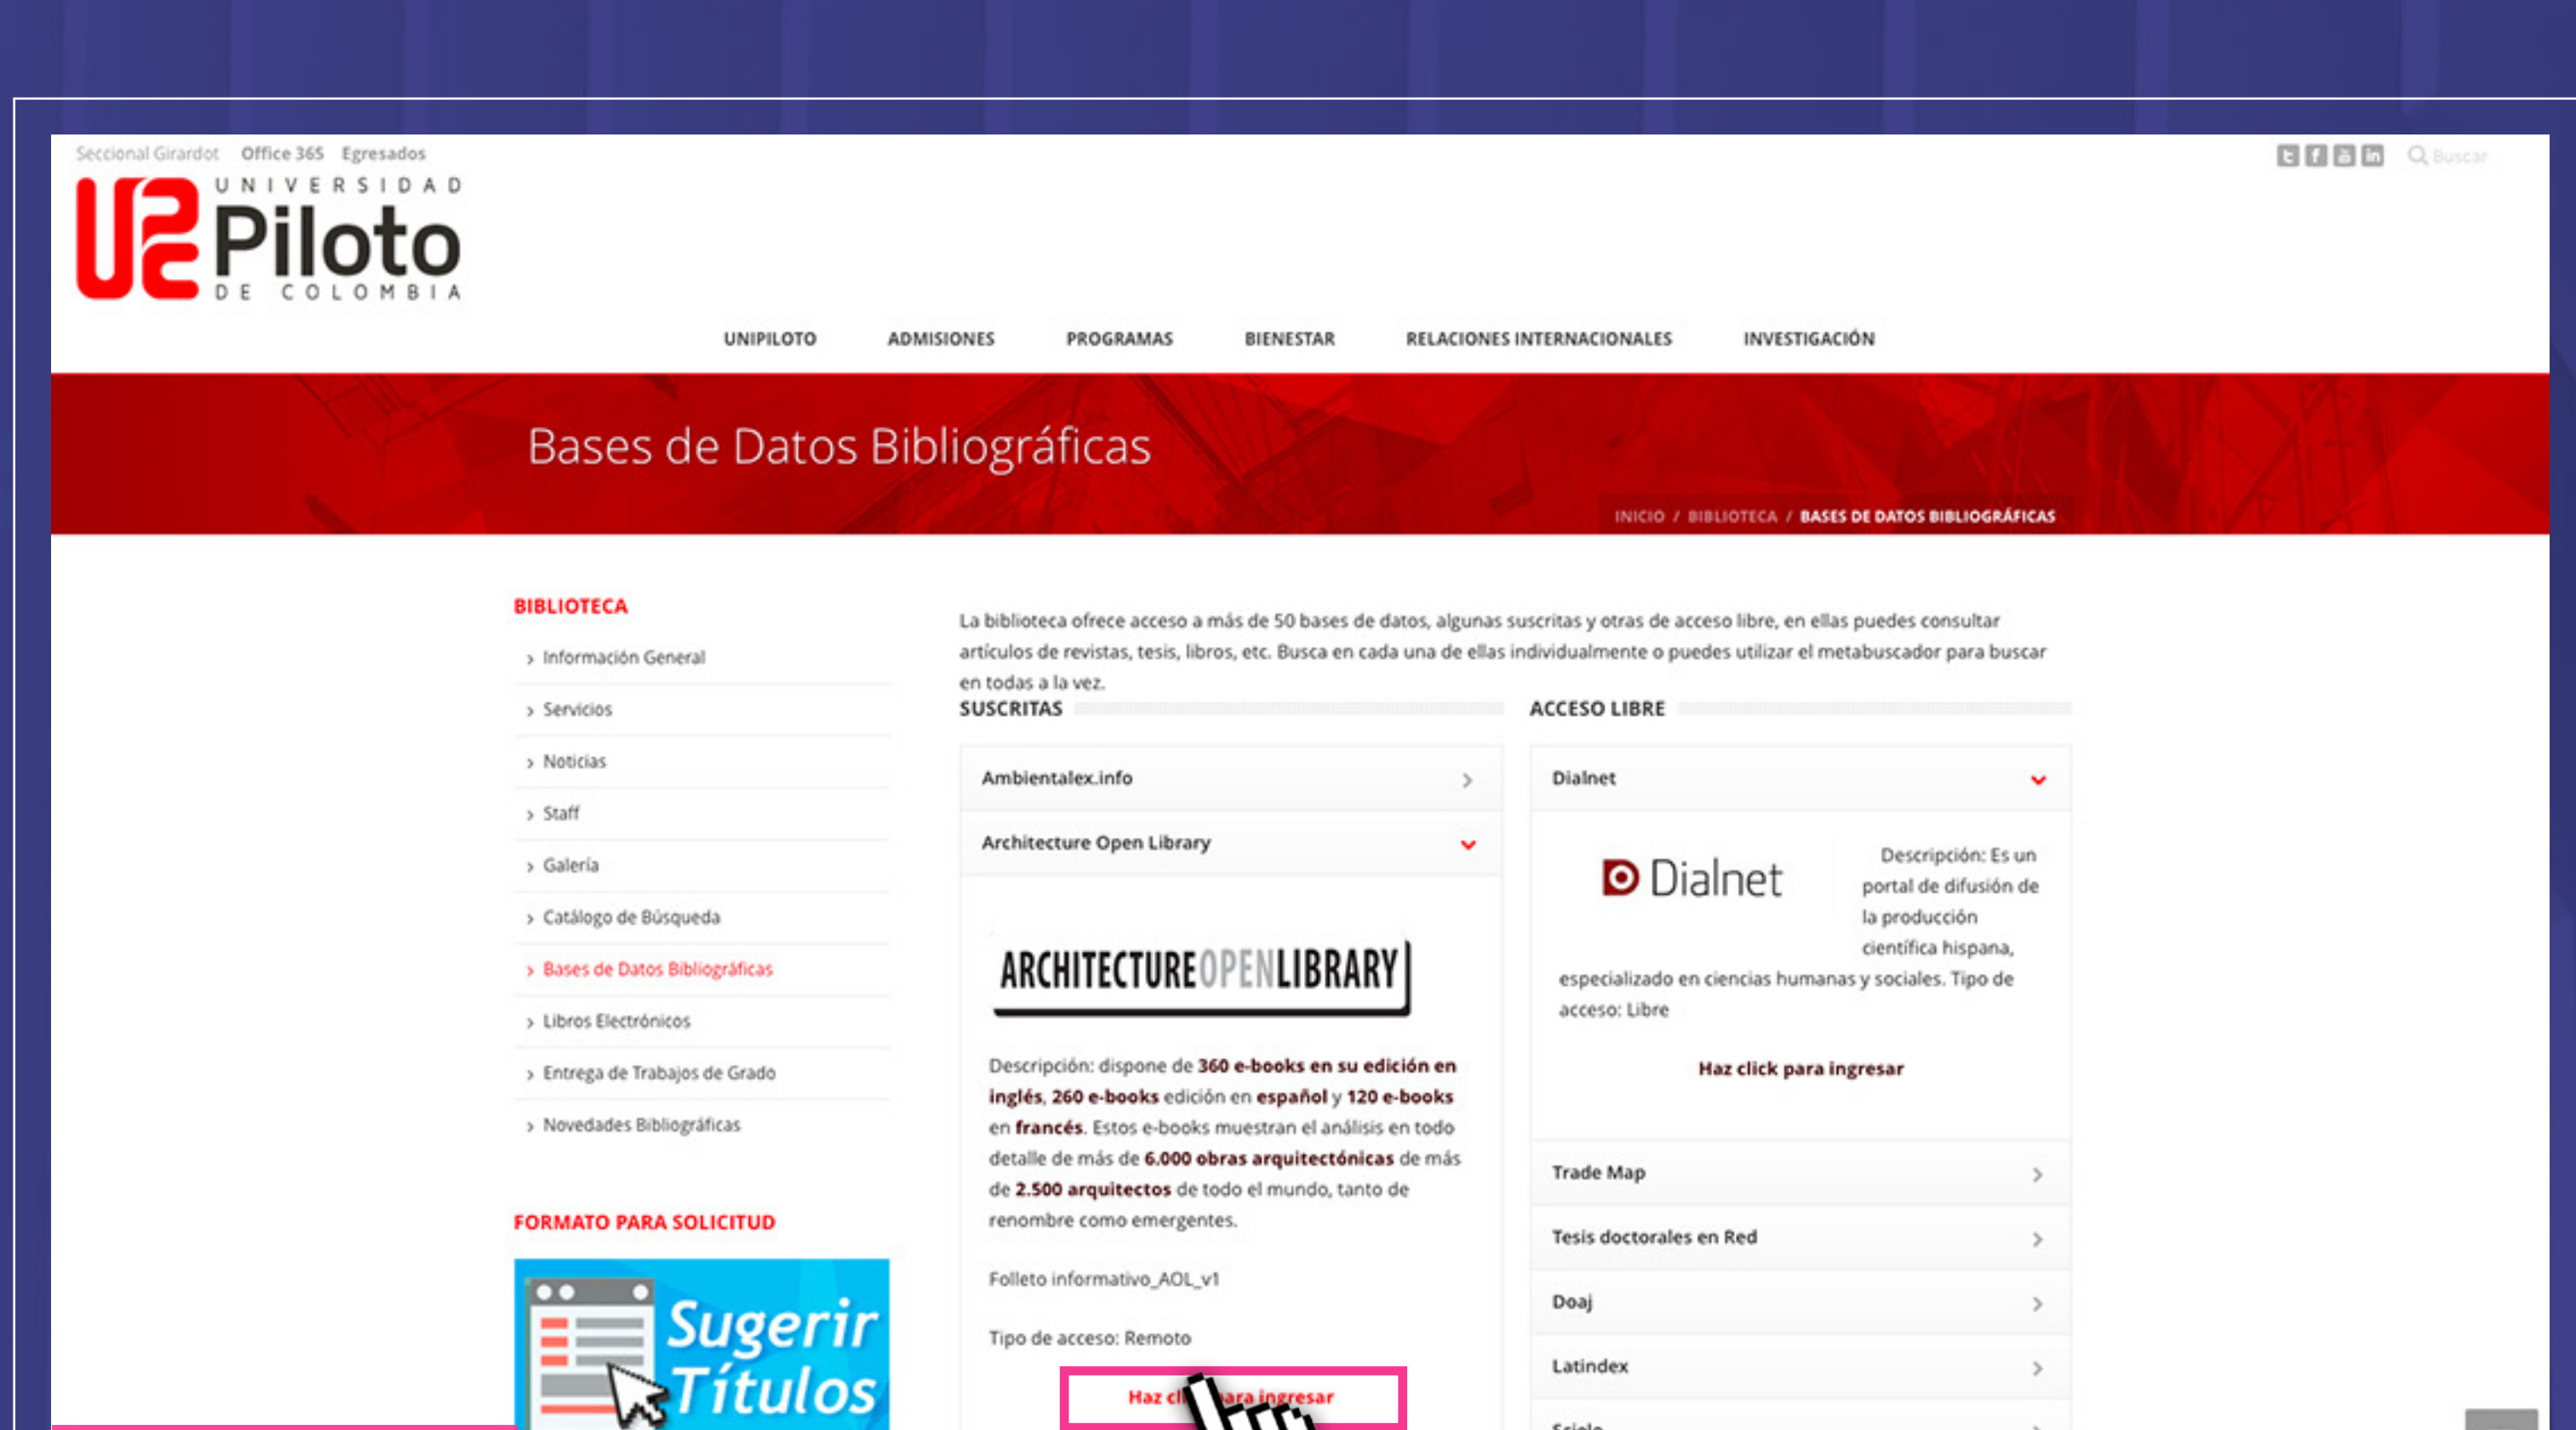 Seccional Girardot Office 365 Egresados
Buscar
UNIVERSIDAD
Piloto
DE COLOMBIA
UNIPILOTO ADMISIONES PROGRAMAS BIENESTAR RELACIONES INTERNACIONALES INVESTIGACIÓN
Bases de Datos Bibliográficas
INICIO / BIBLIOTECA / BASES DE DATOS BIBLIOGRÁFICAS
BIBLIOTECA
Información General
Servicios
Noticias
Staff
Galería
Catálogo de Búsqueda
Bases de Datos Bibliográficas
Libros Electrónicos
Entrega de Trabajos de Grado
Novedades Bibliográficas
FORMATO PARA SOLICITUD
Sugerir
Títulos
La biblioteca ofrece acceso a más de 50 bases de datos, algunas suscritas y otras de acceso libre, en ellas puedes consultar
artículos de revistas, tesis, libros, etc. Busca en cada una de ellas individualmente o puedes utilizar el metabuscador para buscar
en todas a la vez.
SUSCRITAS
Ambientalex.info
Architecture Open Library
ARCHITECTUREOPENLIBRARY
Descripción: dispone de 360 e-books en su edición en
inglés, 260 e-books edición en español y 120 e-books
en francés. Estos e-books muestran el análisis en todo
detalle de más de 6.000 obras arquitectónicas de más
de 2.500 arquitectos de todo el mundo, tanto de
renombre como emergentes.
Folleto informativo_AOL_v1
Tipo de acceso: Remoto
Haz para ingresar
ACCESO LIBRE
Dialnet
Dialnet
Descripción: Es un
portal de difusión de
la producción
científica hispana,
especializado en ciencias humanas y sociales. Tipo de
acceso: Libre
Haz click para ingresar
Trade Map
Tesis doctorales en Red
Doaj
Latindex